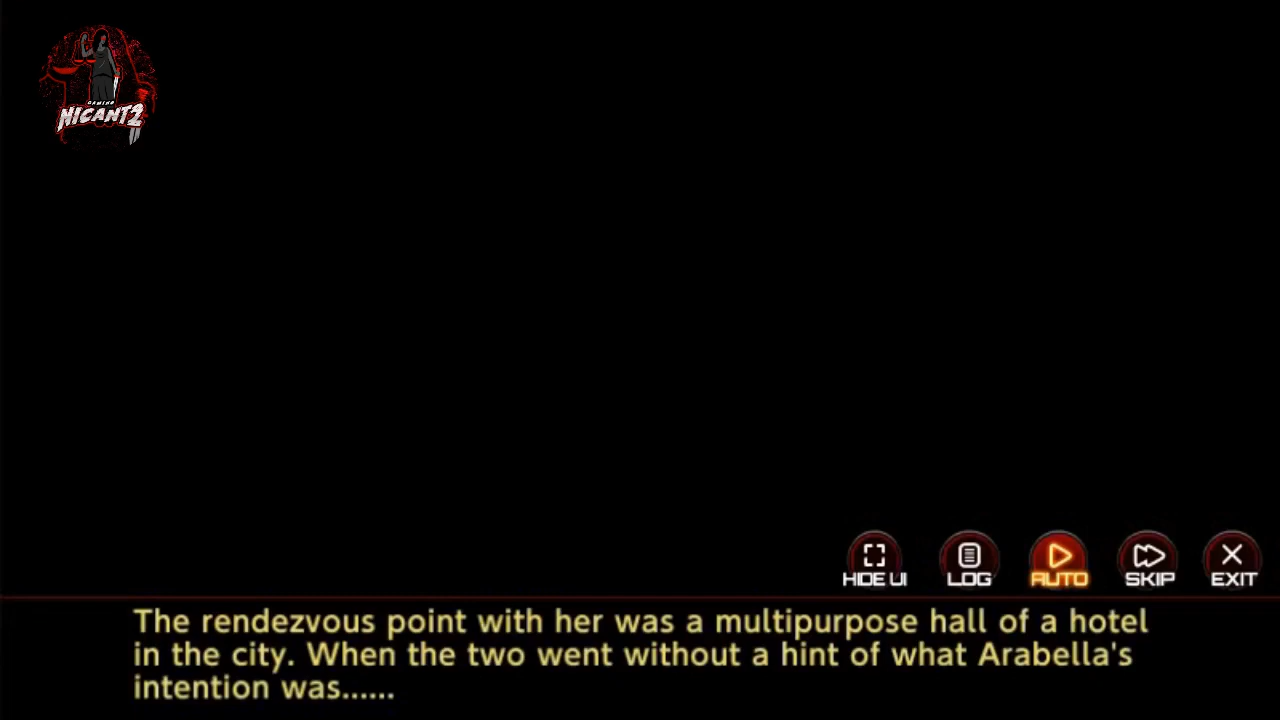 GAMING
NICANT2
HIDE UI
LOG
AUTO
SKIP
EXIT
The rendezvous point with her was a multipurpose hall of a hotel
in the city. When the two went without a hint of what Arabella's
intention was......